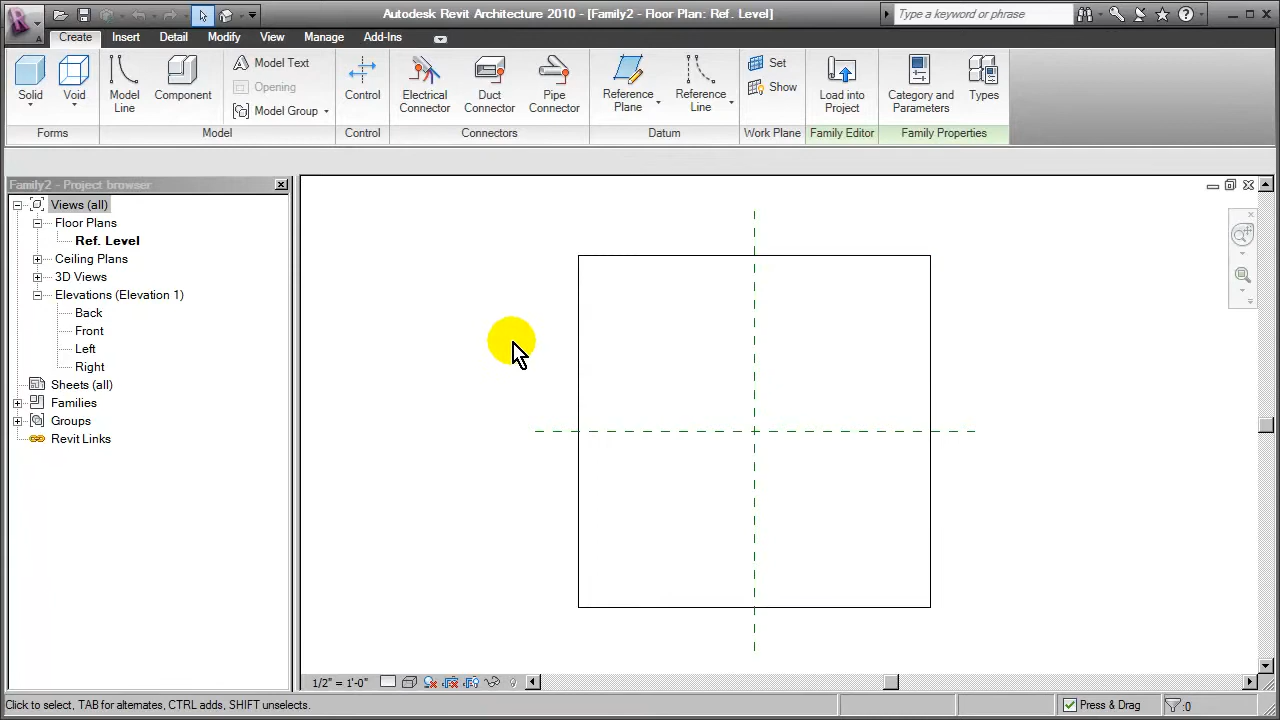 Autodesk Revit Architecture 2010 - [Family2 - Floor Plan: Ref. Level]
Type a keyword or phrase
Create Insert Detail Modify View Manage Add-Ins
Solid
Void
Model Line
Component
Model Text
Opening
Model Group
Control
Electrical Connector
Duct Connector
Pipe Connector
Reference Plane
Reference Line
Set
Show
Load into Project
Category and Parameters
Types
Forms Model Control Connectors Datum Work Plane Family Editor Family Properties
Family2 - Project browser
Views (all)
Floor Plans
Ref. Level
Ceiling Plans
3D Views
Elevations (Elevation 1)
Back
Front
Left
Right
Sheets (all)
Families
Groups
Revit Links
1/2" = 1'-0"
Click to select, TAB for alternates, CTRL adds, SHIFT unselects.
Press & Drag
:0